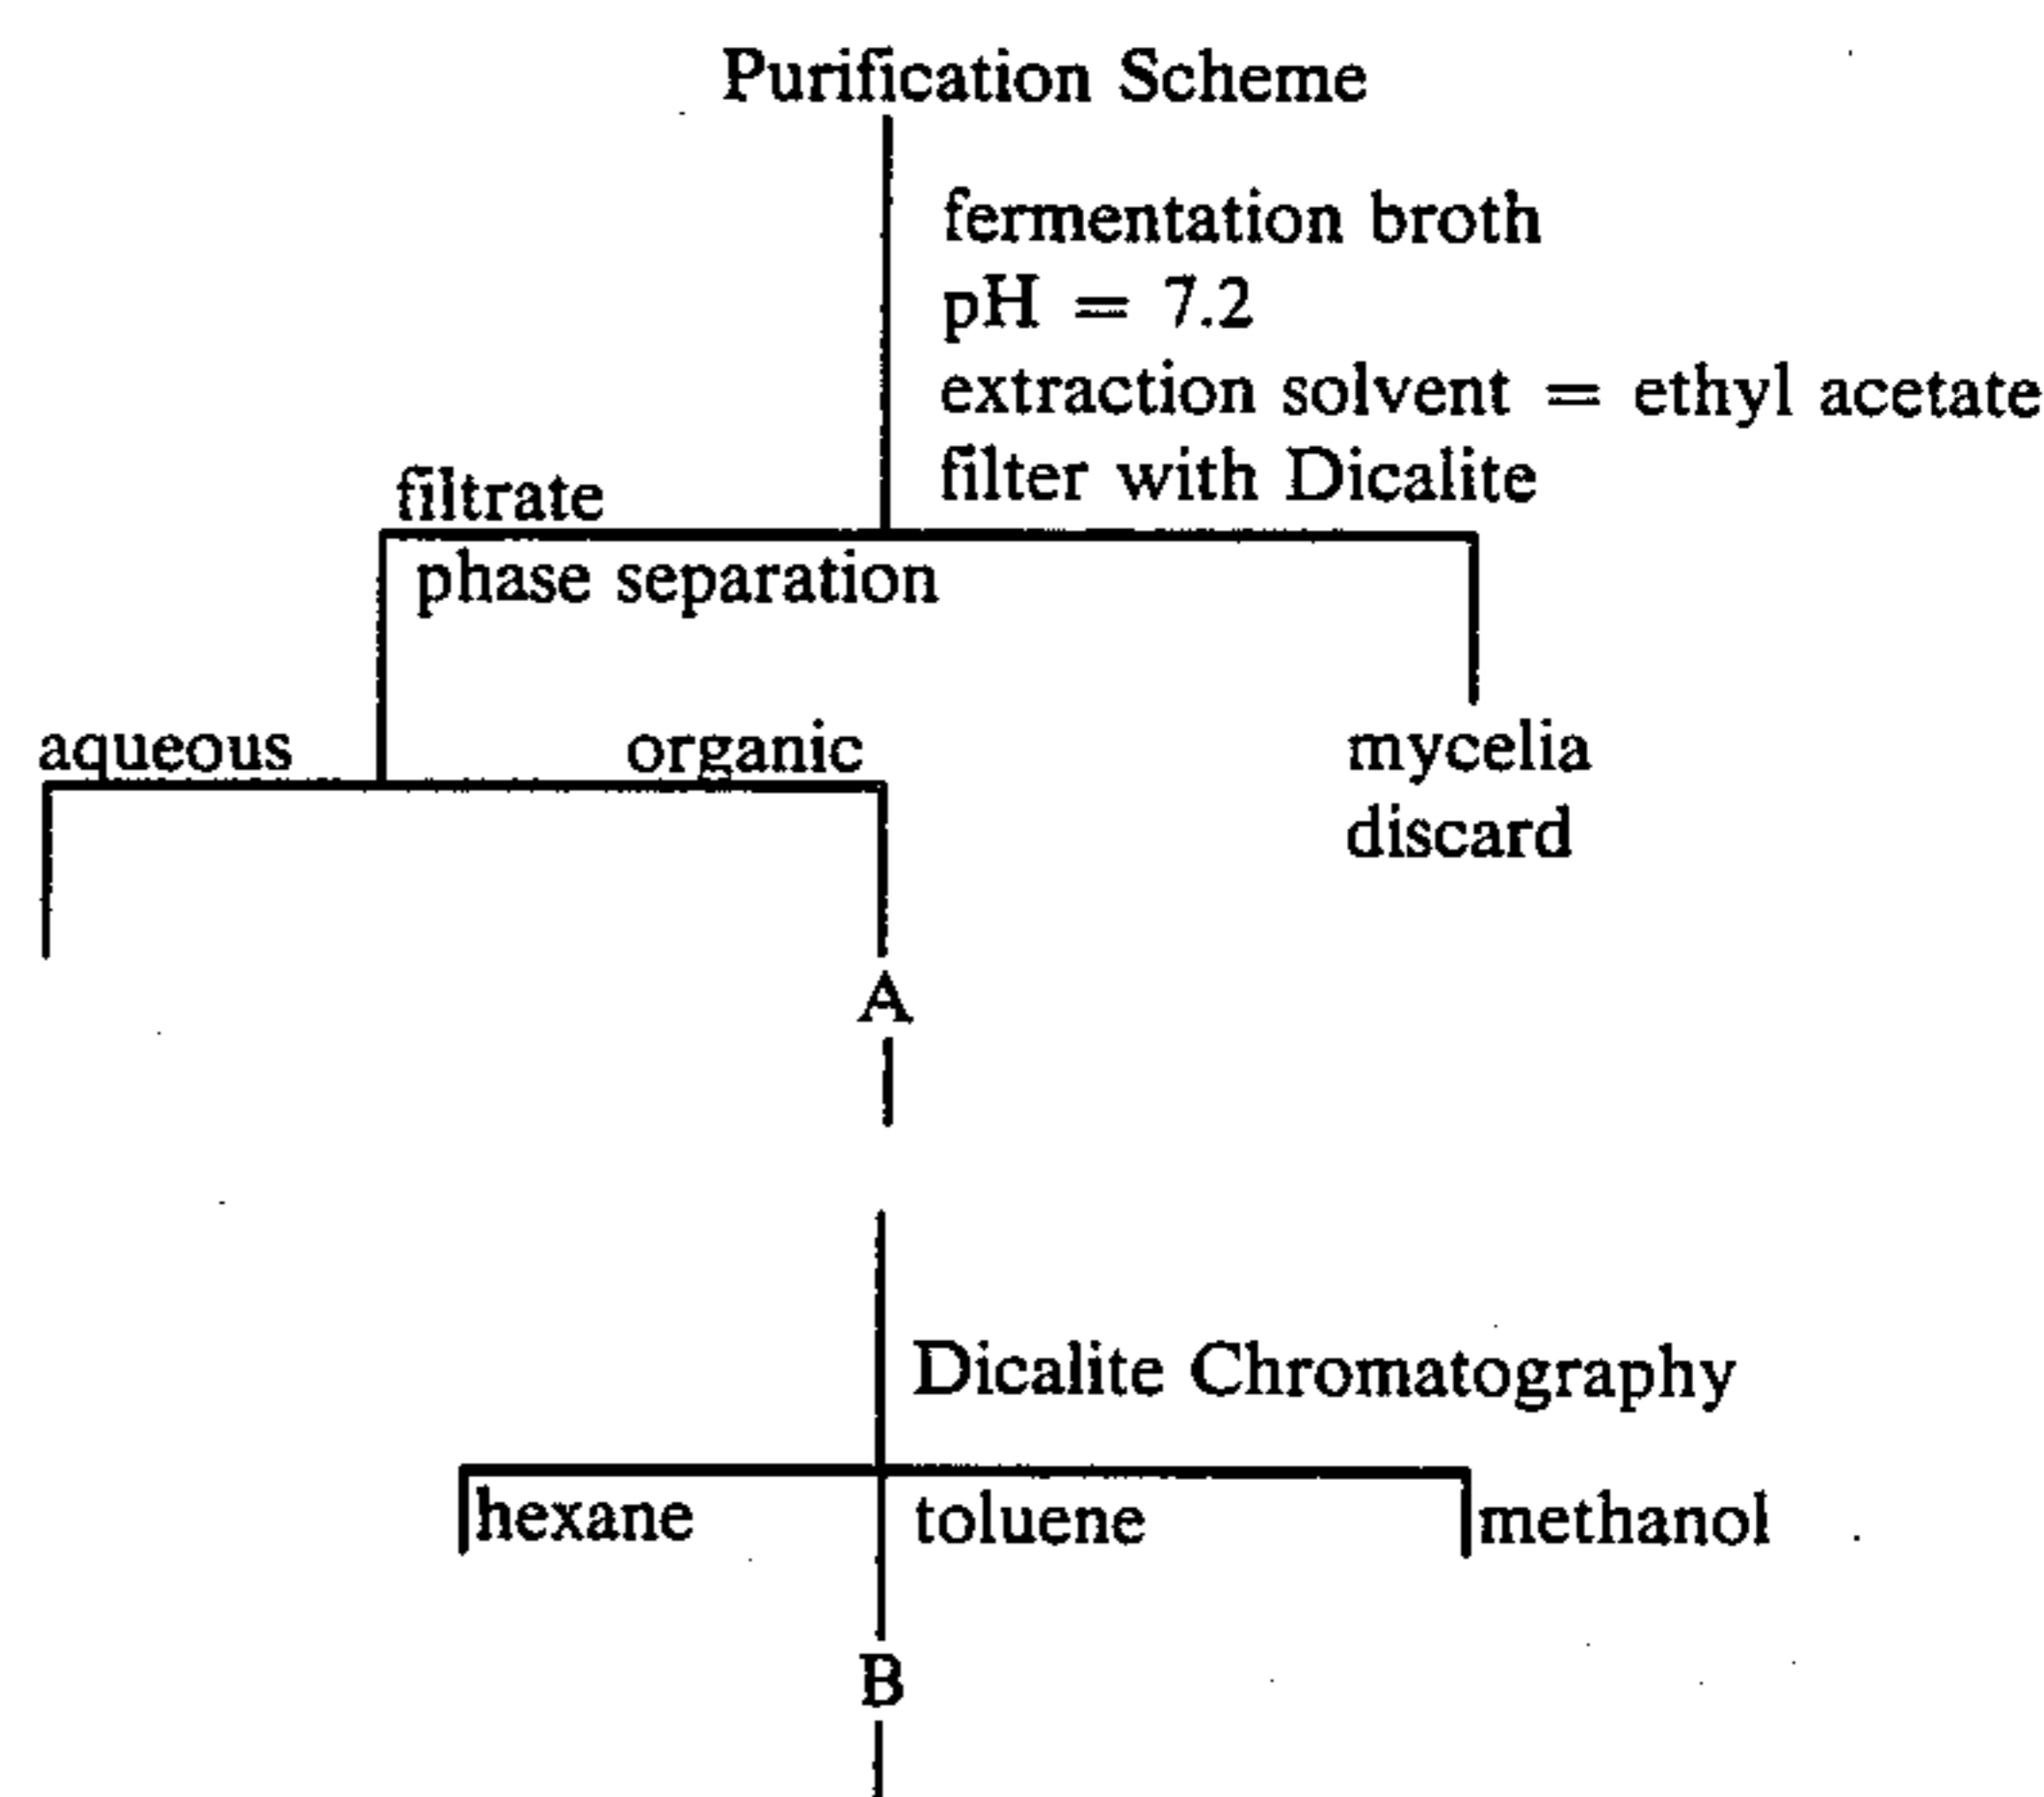 Purification Scheme
fermentation broth
pH = 7.2
extraction solvent = ethyl acetate
filter with Dicalite
filtrate
phase separation
aqueous organic mycelia
discard
A
Dicalite Chromatography
hexane toluene methanol
B